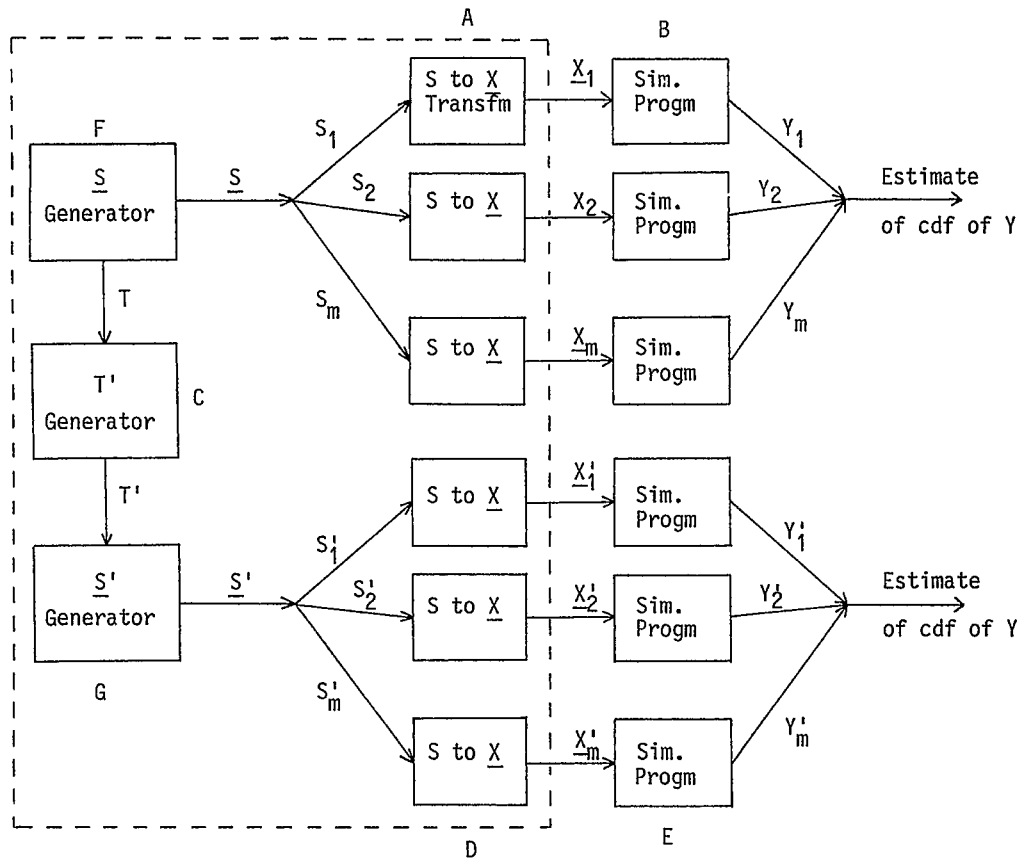 A
B
S to X
Transfm
X1
Sim.
Progm
F
S1
Y1
S
Generator
S
S2
S to X
X2
Sim.
Progm
Y2
Estimate
of cdf of Y
T
Sm
S to X
Xm
Sim.
Progm
Ym
T'
Generator
C
T'
S to X
X'1
Sim.
Progm
S'1
Y'1
S'
Generator
S'
S'2
S to X
X'2
Sim.
Progm
Y'2
Estimate
of cdf of Y
G
S'm
S to X
X'm
Sim.
Progm
Y'm
D
E